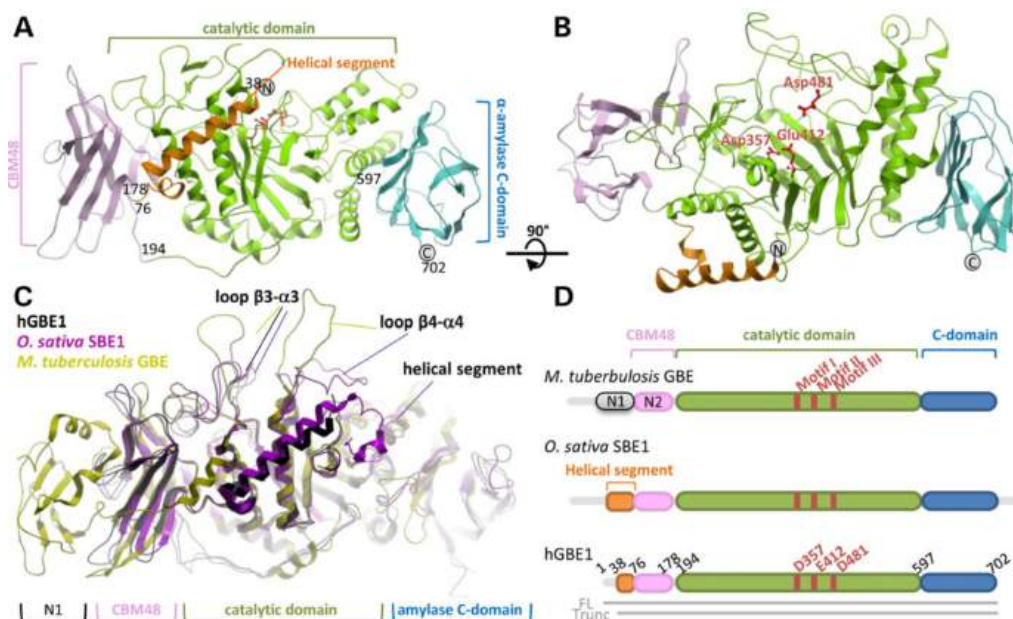 A
catalytic domain
Helical segment
38
N
CBM48
178
76
194
597
α-amylase C-domain
C
702
90°
B
Asp481
Asp357
Glu412
N
C
C
hGBE1
O. sativa SBE1
M. tuberculosis GBE
loop β3-α3
loop β4-α4
helical segment
N1
CBM48
catalytic domain
amylase C-domain
D
CBM48
catalytic domain
C-domain
M. tuberbulosis GBE
Motif I
Motif II
Motif III
N1
N2
O. sativa SBE1
Helical segment
hGBE1
1
38
76
178
194
D357
E412
D481
597
702
FL
Trunc